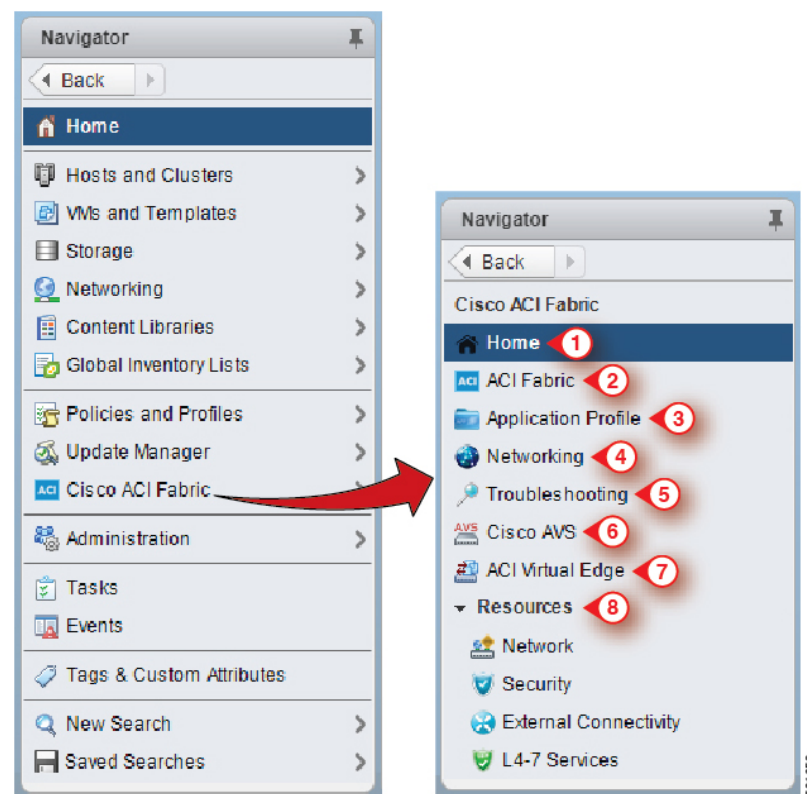 Navigator
Back
Home
Hosts and Clusters
VMs and Templates
Storage
Networking
Content Libraries
Global Inventory Lists
Policies and Profiles
Update Manager
ACI Cisco ACI Fabric
Administration
Tasks
Events
Tags & Custom Attributes
New Search
Saved Searches
Navigator
Back
Cisco ACI Fabric
Home 1
ACI ACI Fabric 2
Application Profile 3
Networking 4
Troubleshooting 5
AVS Cisco AVS 6
ACI Virtual Edge 7
Resources 8
Network
Security
External Connectivity
L4-7 Services